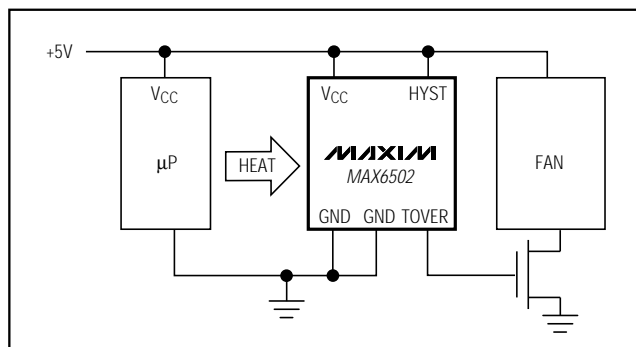 +5V
VCC
VCC
HYST
µP
HEAT
MAXIM
MAX6502
FAN
GND
GND
TOVER